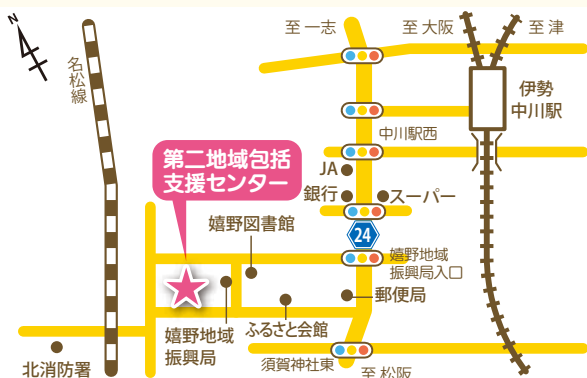 至一志
至大阪
至津
N
名松線
伊勢
中川駅
中川駅西
第二地域包括
支援センター
JA
銀行
スーパー
嬉野図書館
24
嬉野地域
振興局入口
郵便局
嬉野地域
振興局
ふるさと会館
須賀神社東
至松阪
北消防署